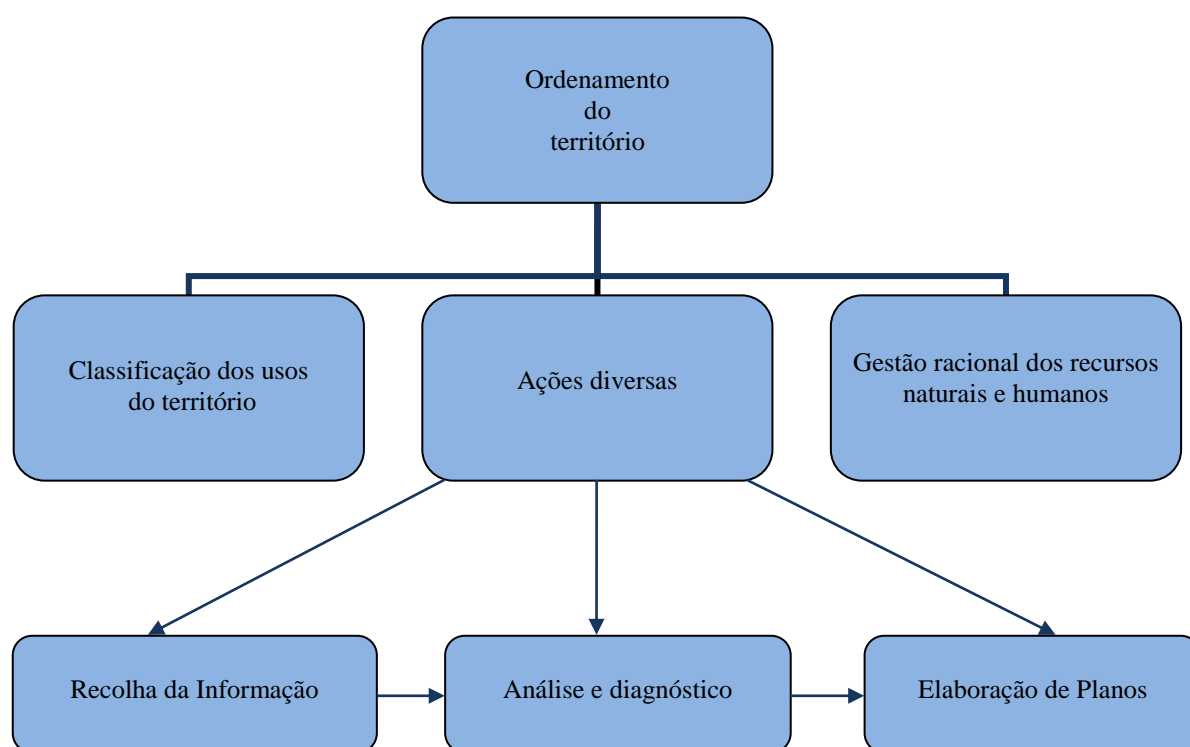 Ordenamento
do
território
Classificação dos usos
do território
Ações diversas
Gestão racional dos recursos
naturais e humanos
Recolha da Informação
Análise e diagnóstico
Elaboração de Planos